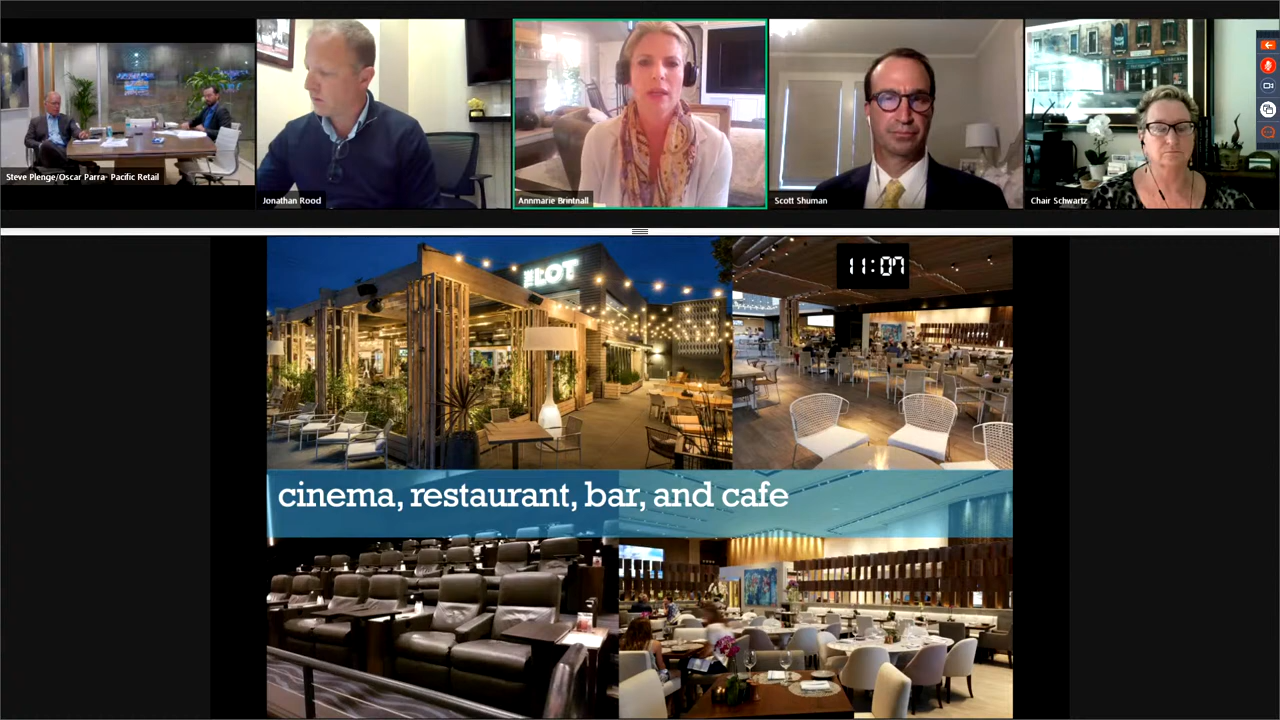 Steve Plenge/Oscar Parra- Pacific Retail
Jonathan Rood
Annmarie Brintnall
Scott Shuman
Chair Schwartz
THE LOT
11:07
cinema, restaurant, bar, and cafe